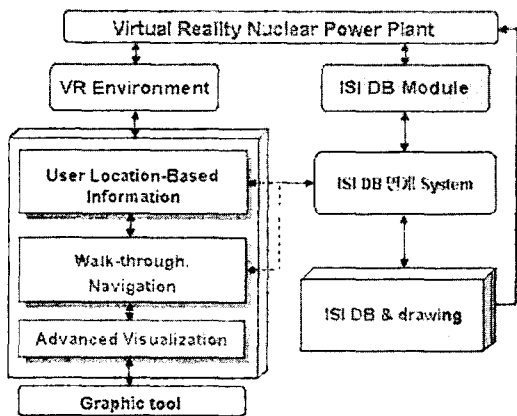 Virtual Reality Nuclear Power Plant
VR Environment
ISI DB Module
User Location-Based
Information
ISI DB 연계 System
Walk-through,
Navigation
ISI DB & drawing
Advanced Visualization
Graphic tool